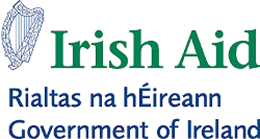 Irish Aid
Rialtas na hÉireann
Government of Ireland